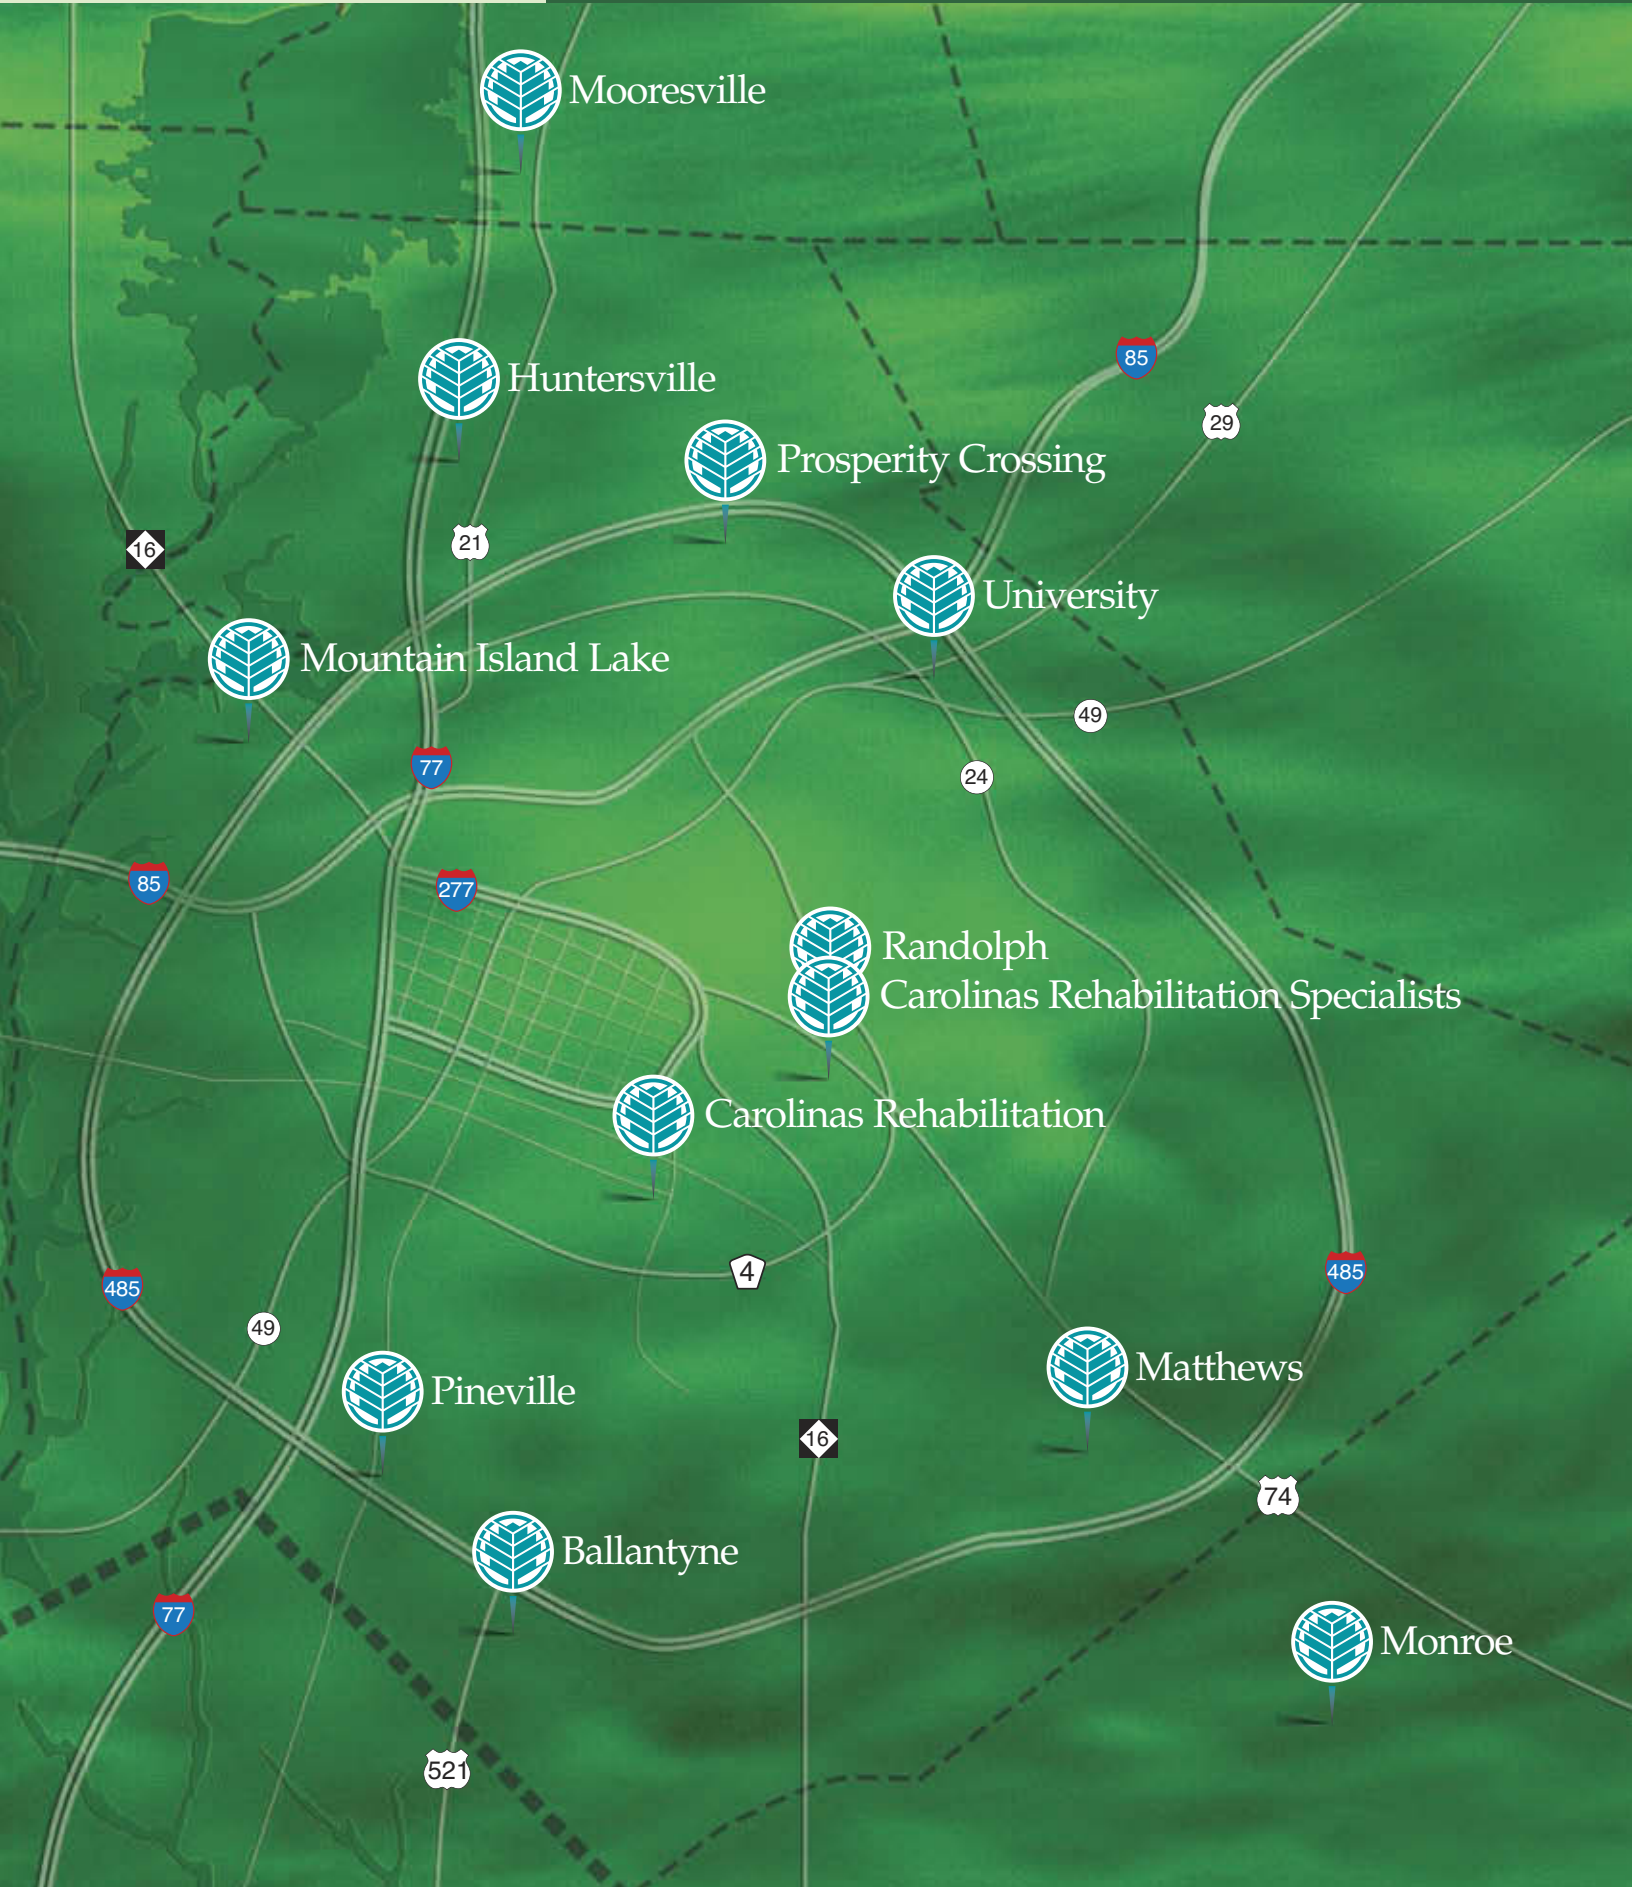 Mooresville
85
Huntersville
29
Prosperity Crossing
21
16
University
Mountain Island Lake
49
77
24
85
277
Randolph
Carolinas Rehabilitation Specialists
Carolinas Rehabilitation
4
485
485
49
Matthews
Pineville
16
74
Ballantyne
77
Monroe
521